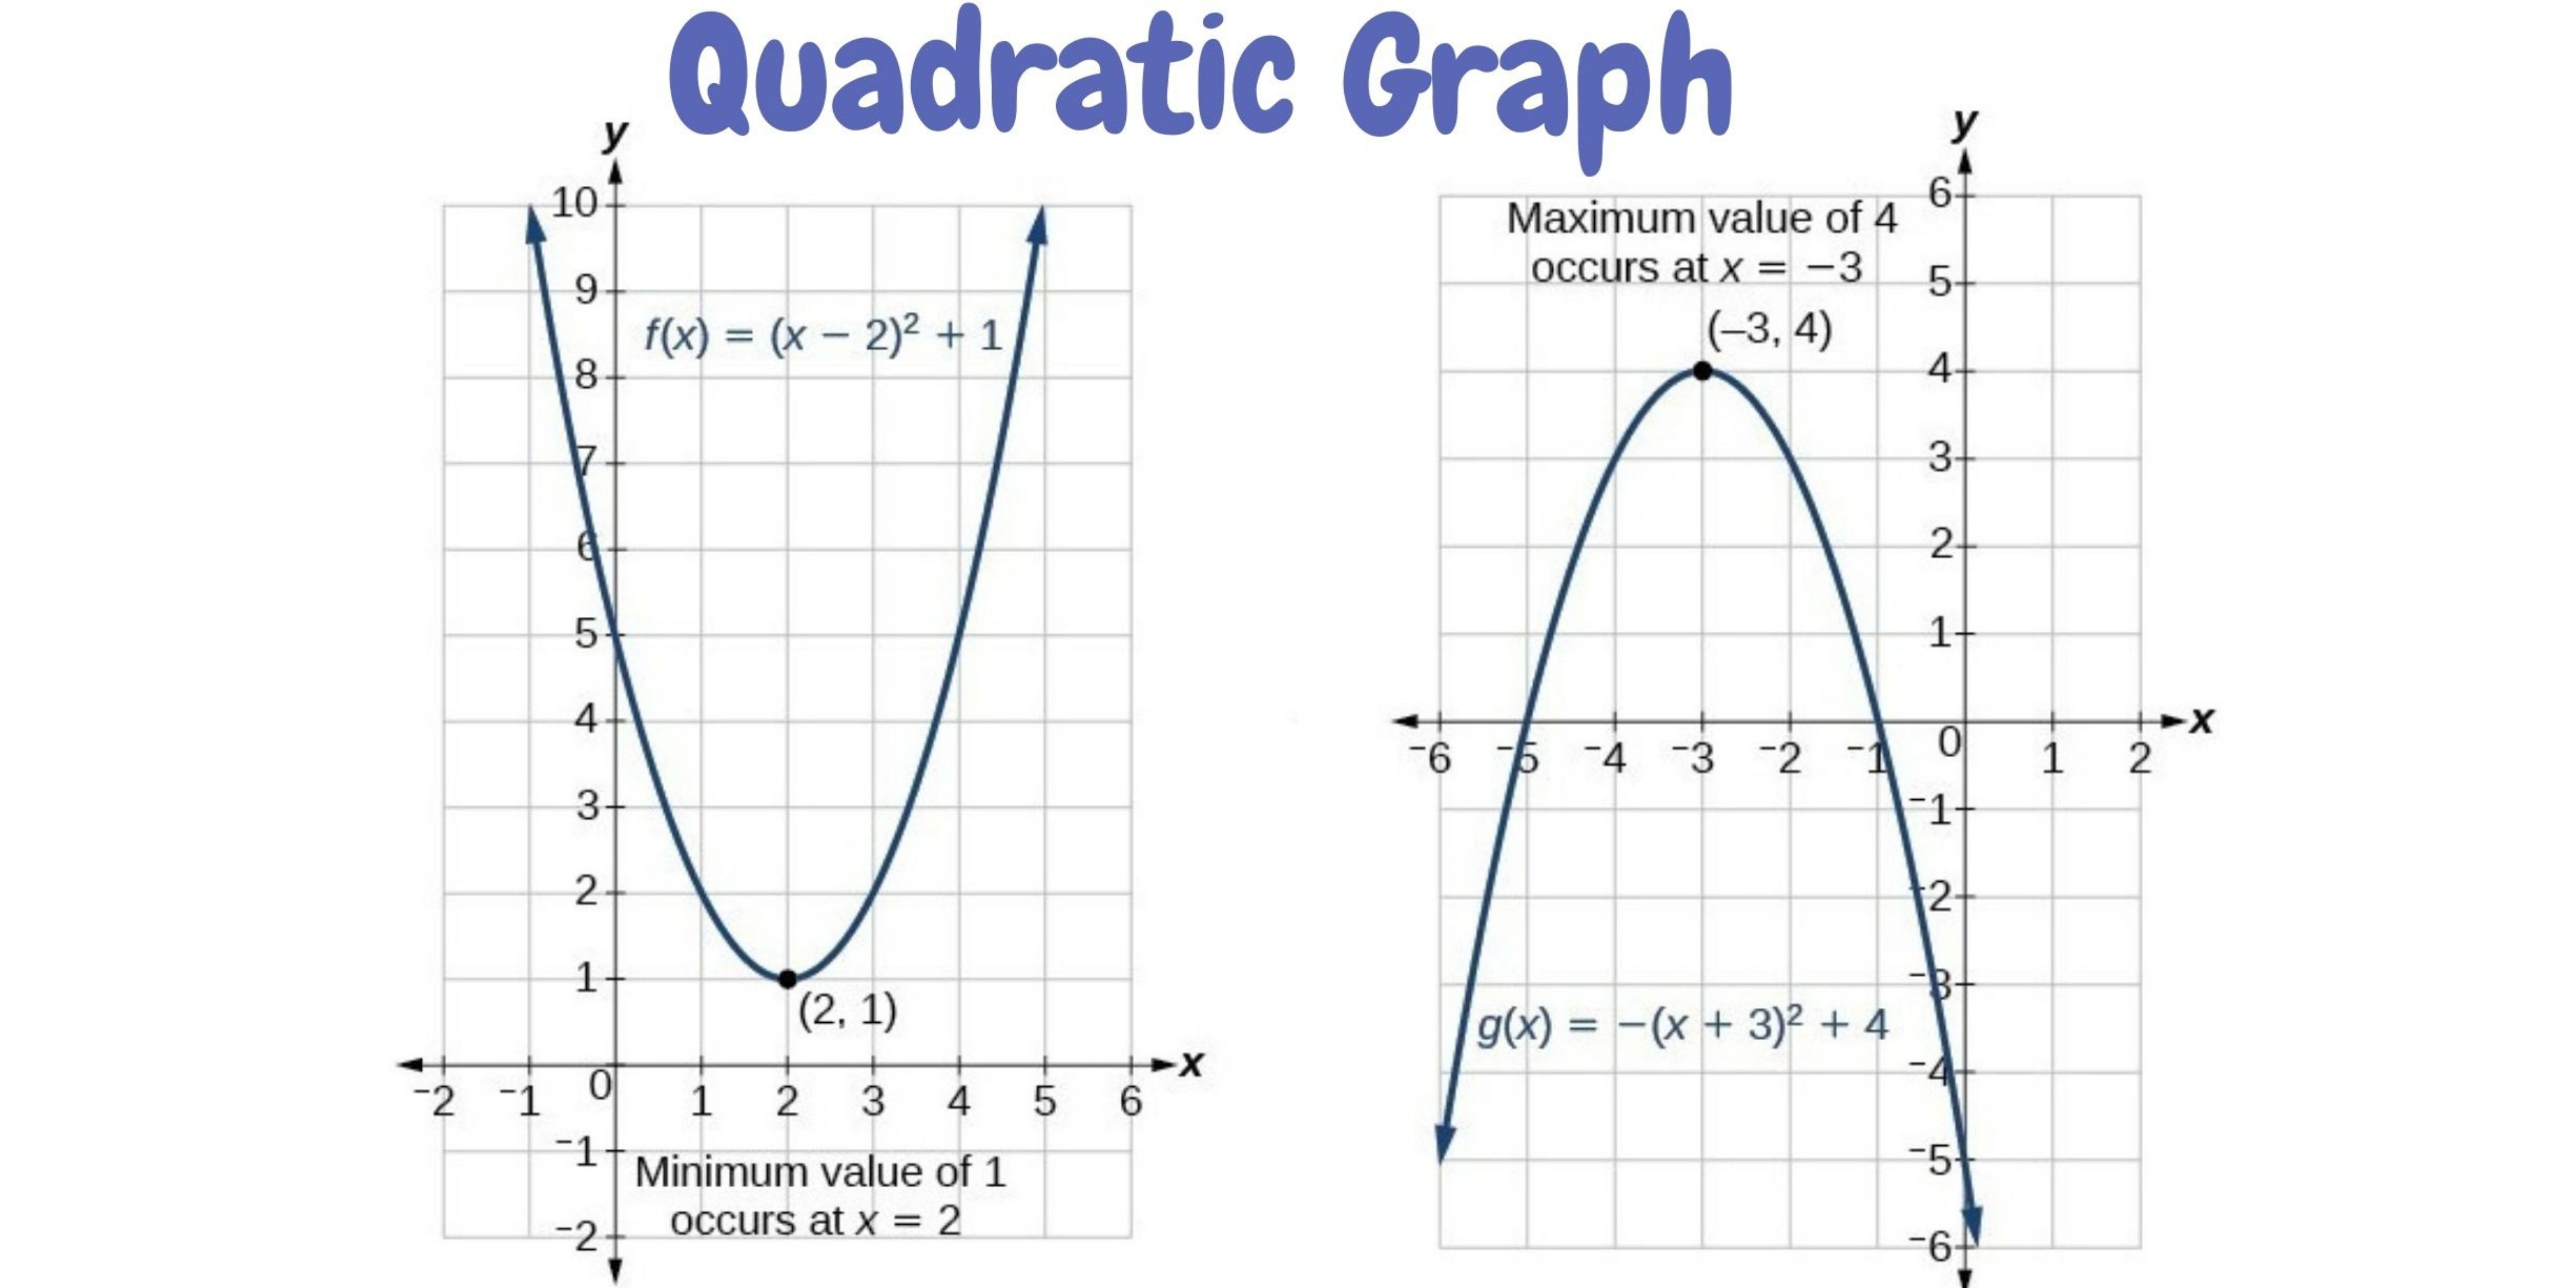 Quadratic Graph
y
10
9
f(x) = (x − 2)² + 1
8
7
6
5
4
3
2
1
(2, 1)
x
−2 −1 0 1 2 3 4 5 6
−1
Minimum value of 1
occurs at x = 2
−2
y
6
Maximum value of 4
occurs at x = −3
5
(−3, 4)
4
3
2
1
x
−6 −5 −4 −3 −2 −1 0 1 2
−1
−2
−3
g(x) = −(x + 3)² + 4
−4
−5
−6